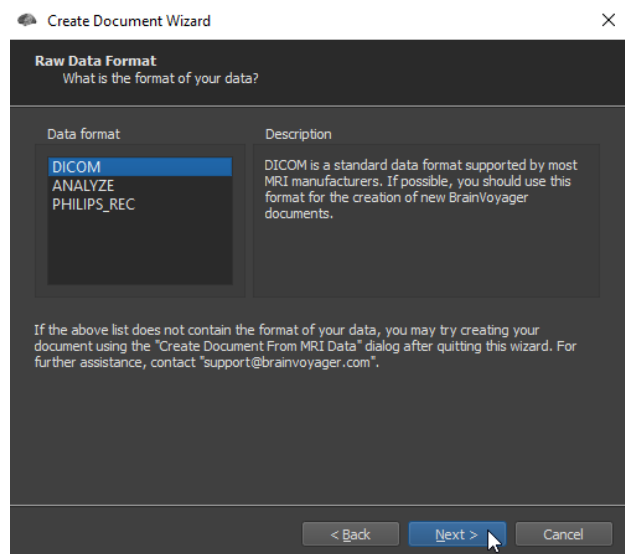 Create Document Wizard
Raw Data Format
What is the format of your data?
Data format
DICOM
ANALYZE
PHILIPS_REC
Description
DICOM is a standard data format supported by most
MRI manufacturers. If possible, you should use this
format for the creation of new BrainVoyager
documents.
If the above list does not contain the format of your data, you may try creating your
document using the "Create Document From MRI Data" dialog after quitting this wizard. For
further assistance, contact "support@brainvoyager.com".
< Back
Next >
Cancel